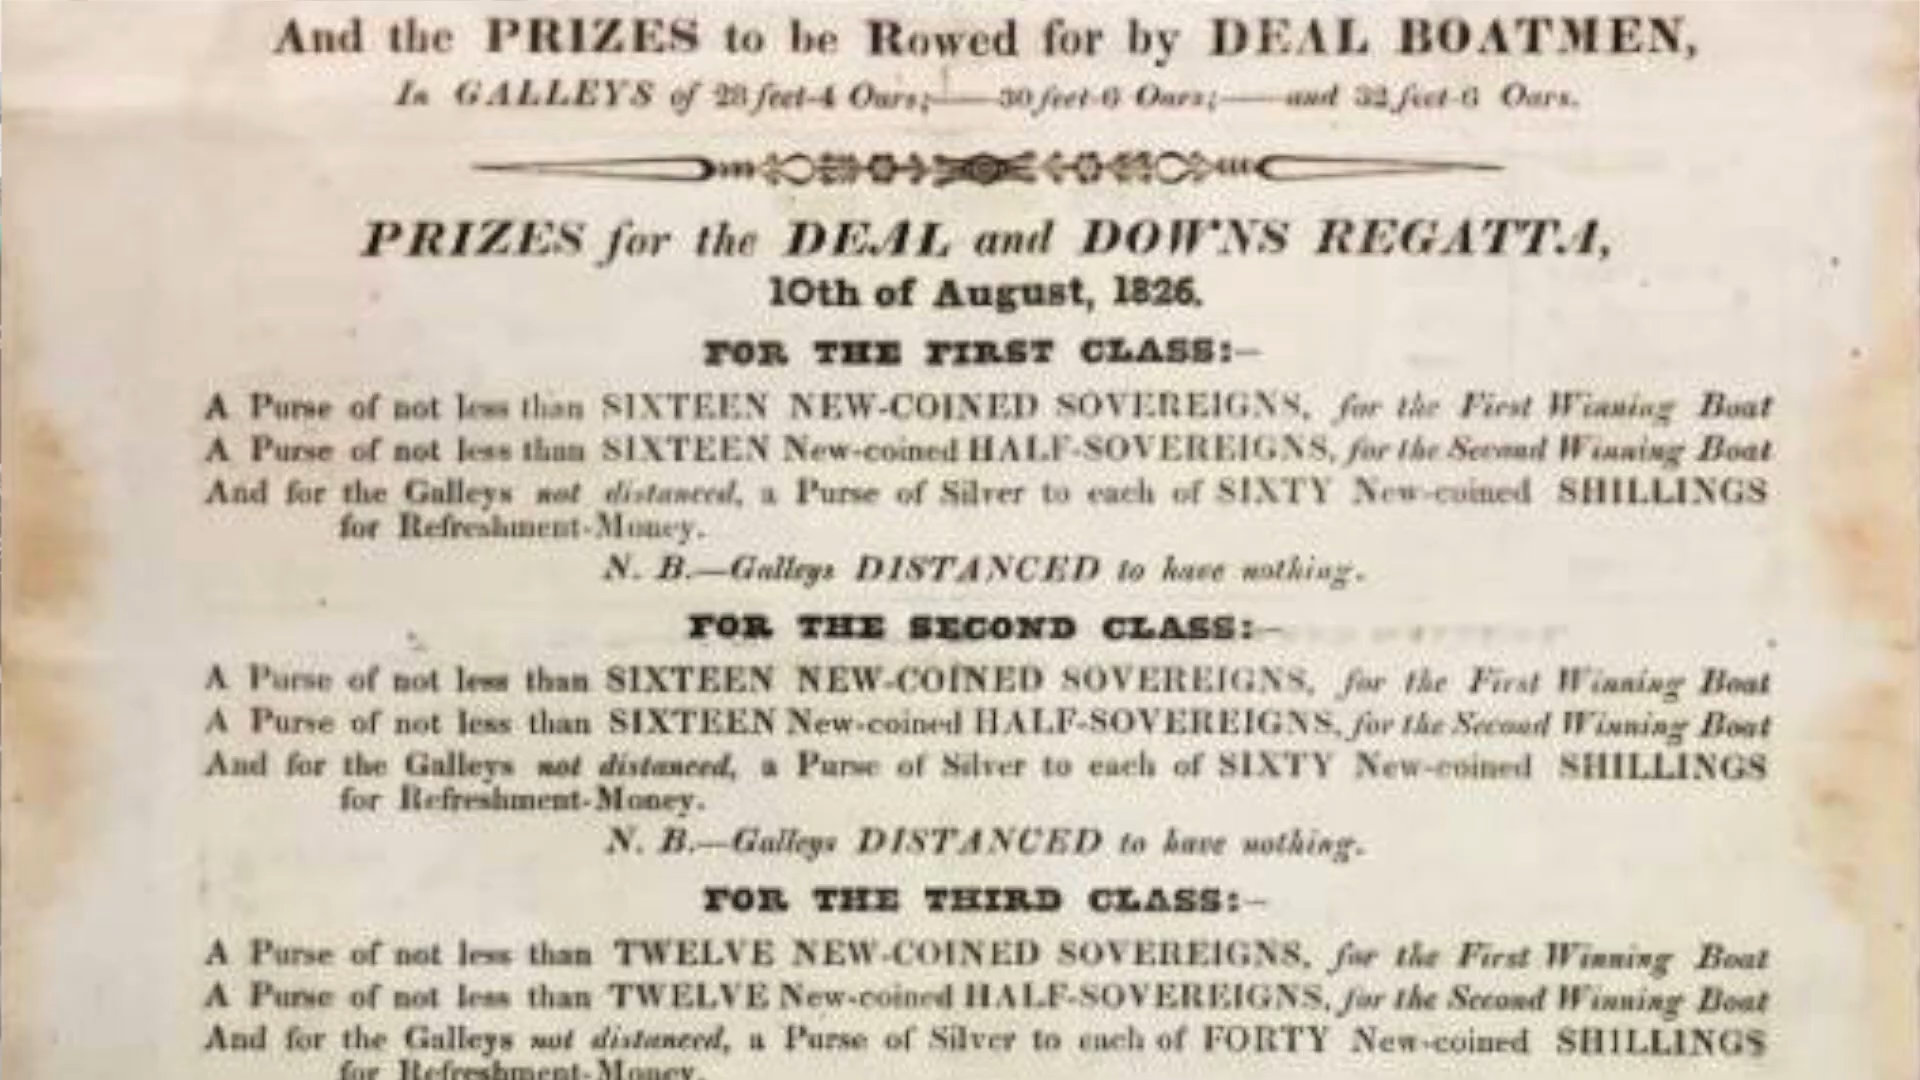 And the PRIZES to be Rowed for by DEAL BOATMEN,
In GALLEYS of 28 feet-4 Oars;—30 feet-6 Oars;—and 32 feet-6 Oars.
PRIZES for the DEAL and DOWNS REGATTA,
10th of August, 1826.
FOR THE FIRST CLASS:—
A Purse of not less than SIXTEEN NEW-COINED SOVEREIGNS, for the First Winning Boat
A Purse of not less than SIXTEEN New-coined HALF-SOVEREIGNS, for the Second Winning Boat
And for the Galleys not distanced, a Purse of Silver to each of SIXTY New-coined SHILLINGS
for Refreshment-Money.
N. B.—Galleys DISTANCED to have nothing.
FOR THE SECOND CLASS:—
A Purse of not less than SIXTEEN NEW-COINED SOVEREIGNS, for the First Winning Boat
A Purse of not less than SIXTEEN New-coined HALF-SOVEREIGNS, for the Second Winning Boat
And for the Galleys not distanced, a Purse of Silver to each of SIXTY New-coined SHILLINGS
for Refreshment-Money.
N. B.—Galleys DISTANCED to have nothing.
FOR THE THIRD CLASS:—
A Purse of not less than TWELVE NEW-COINED SOVEREIGNS, for the First Winning Boat
A Purse of not less than TWELVE New-coined HALF-SOVEREIGNS, for the Second Winning Boat
And for the Galleys not distanced, a Purse of Silver to each of FORTY New-coined SHILLINGS
for Refreshment-Money.